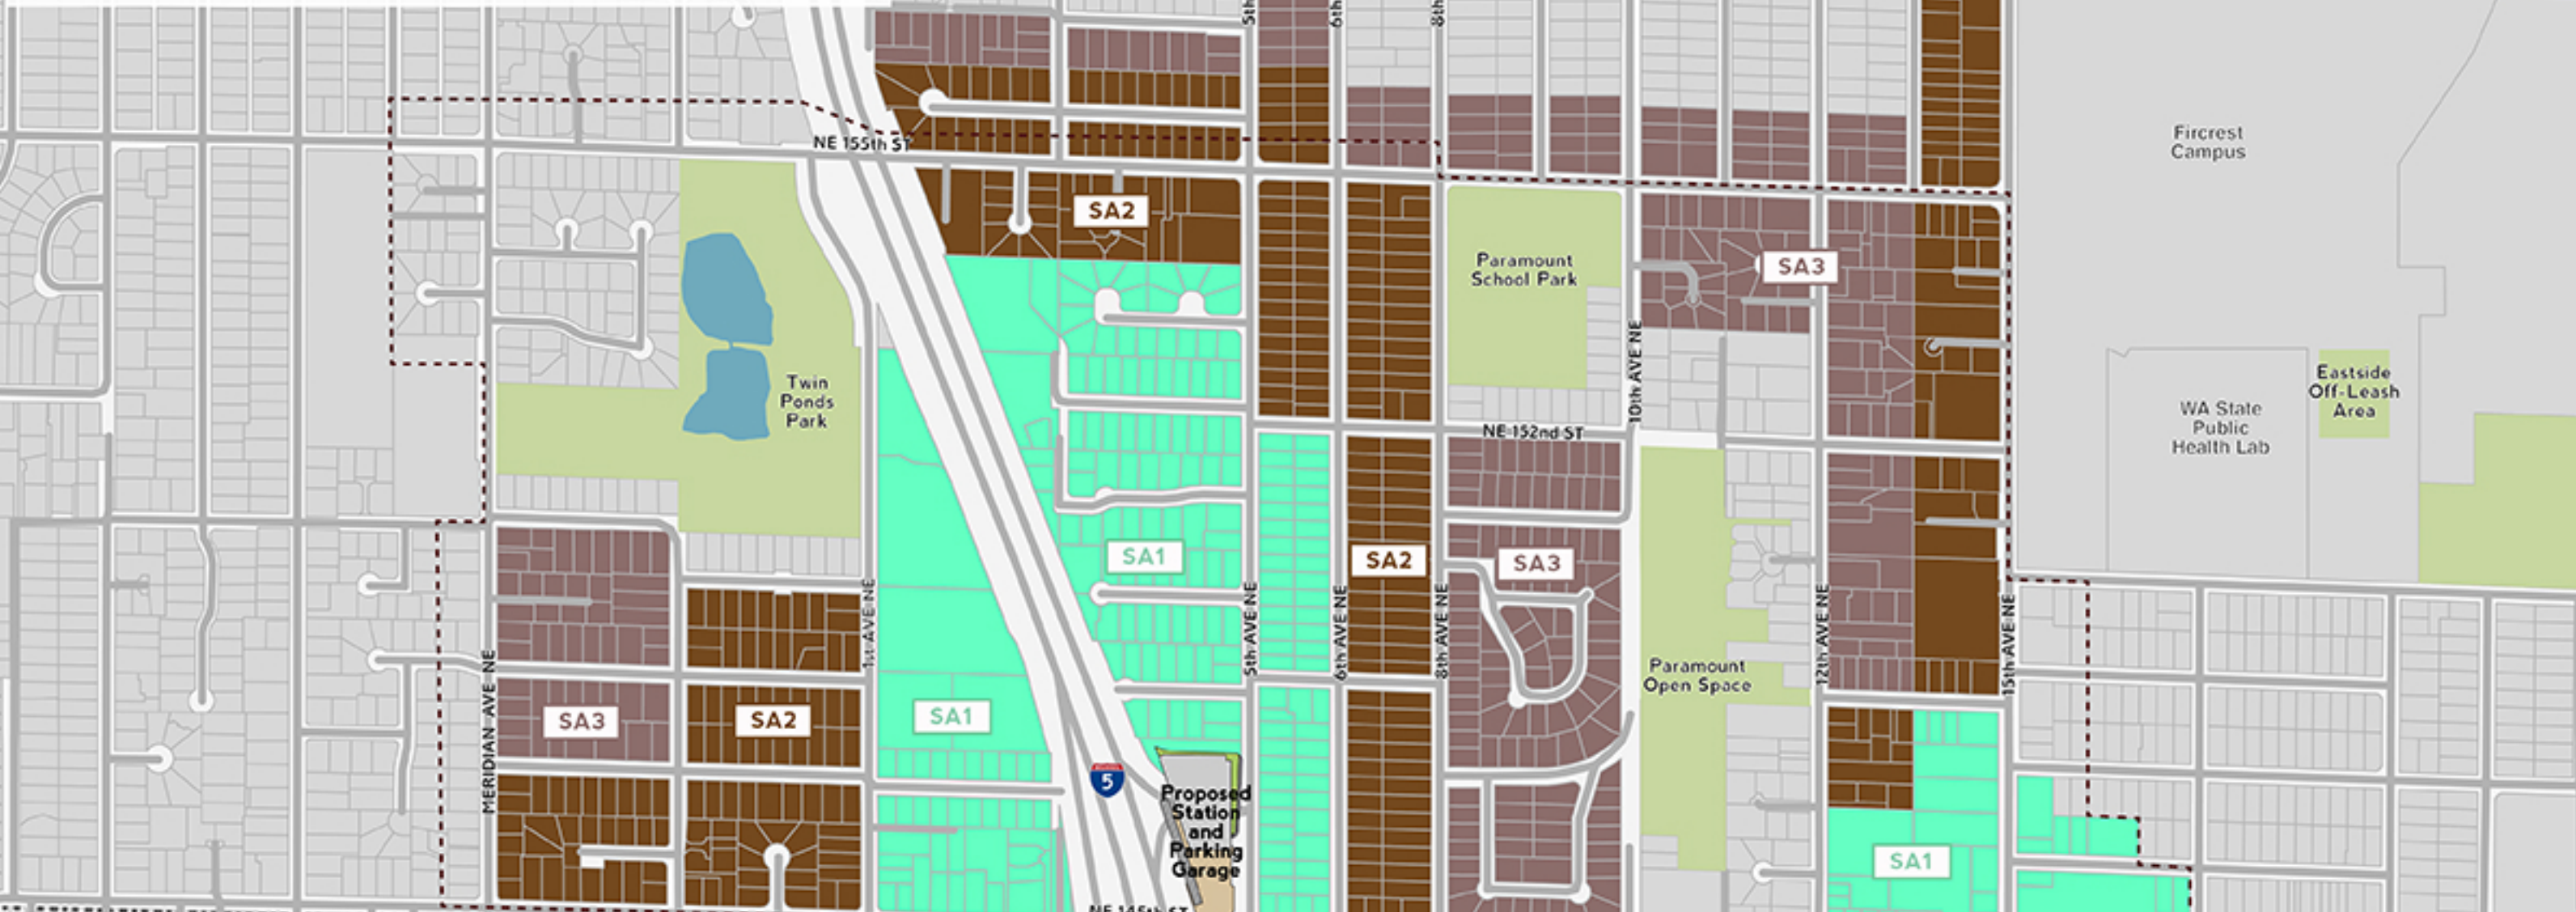 5th
6th
8th
NE 155th ST
Fircrest
Campus
SA2
Paramount
School Park
SA3
10th AVE NE
Twin
Ponds
Park
Eastside
Off-Leash
Area
WA State
Public
Health Lab
NE 152nd ST
SA1
SA2
SA3
1st AVE NE
5th AVE NE
6th AVE NE
8th AVE NE
12th AVE NE
15th AVE NE
Paramount
Open Space
MERIDIAN AVE NE
SA3
SA2
SA1
5
Proposed
Station
and
Parking
Garage
SA1
NE 145th ST